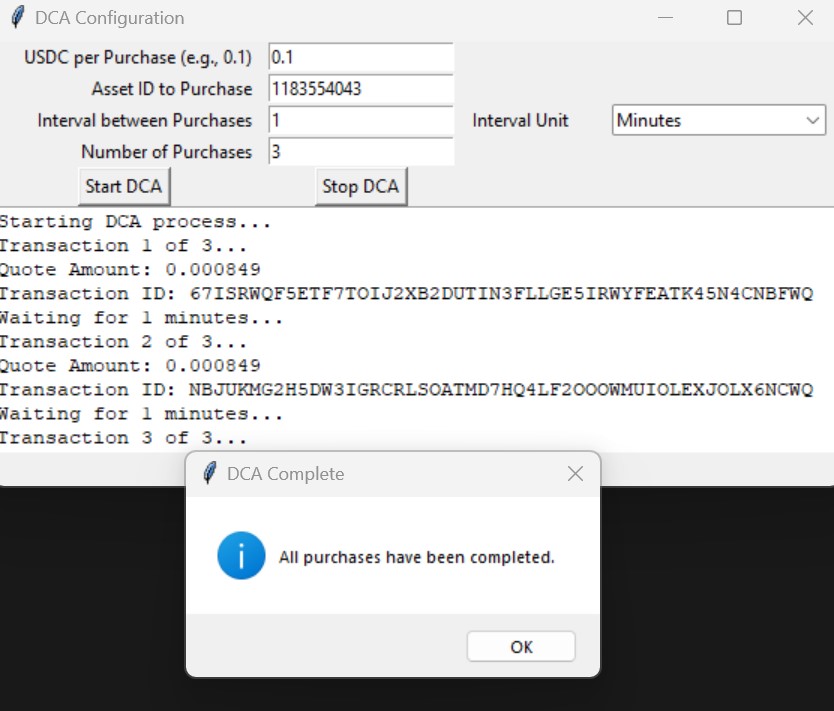 DCA Configuration
USDC per Purchase (e.g., 0.1) 0.1
Asset ID to Purchase 1183554043
Interval between Purchases 1 Interval Unit Minutes
Number of Purchases 3
Start DCA Stop DCA
Starting DCA process...
Transaction 1 of 3...
Quote Amount: 0.000849
Transaction ID: 67ISRWQF5ETF7TOIJ2XB2DUTIN3FLLGE5IRWYFEATK45N4CNBFWQ
Waiting for 1 minutes...
Transaction 2 of 3...
Quote Amount: 0.000849
Transaction ID: NBJUKMG2H5DW3IGRCRLSOATMD7HQ4LF2OOOWMUIOLEXJOLX6NCWQ
Waiting for 1 minutes...
Transaction 3 of 3...
DCA Complete
All purchases have been completed.
OK